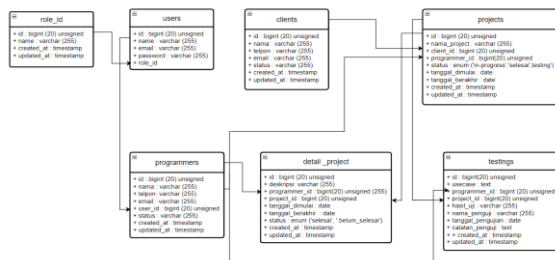 role_id
+ id : bigint (20) unsigned
+ name : varchar (255)
+ created_at : timestamp
+ updated_at : timestamp
users
+ id : bigint (20) unsigned
+ name : varchar (255)
+ email : varchar (255)
+ password : varchar (255)
+ role_id
clients
+ id : bigint (20) unsigned
+ nama : varchar (255)
+ telpon : varchar (255)
+ email : varchar (255)
+ status : varchar (255)
+ created_at : timestamp
+ updated_at : timestamp
projects
+ id : bigint (20) unsigned
+ nama_project : varchar (255)
+ client_id : bigint (20) unsigned
+ programmer_id : bigint(20) unsigned
+ status : enum ('in-progress','selesai','testing')
+ tanggal_dimulai : date
+ tanggal_berakhir : date
+ created_at : timestamp
+ updated_at : timestamp
programmers
+ id : bigint (20) unsigned
+ nama : varchar (255)
+ telpon : varchar (255)
+ email : varchar (255)
+ user_id : bigint (20) unsigned
+ status : varchar (255)
+ created_at : timestamp
+ updated_at : timestamp
detail _project
+ id : bigint (20) unsigned
+ deskripsi : varchar (255)
+ programmer_id : bigint(20) unsigned (255)
+ project_id : bigint (20) unsigned
+ tanggal_dimulai : date
+ tanggal_berakhir : date
+ status : enum ('selesai', ' belum_selesai)
+ created_at : timestamp
+ updated_at : timestamp
testings
+ id : bigint(20) unsigned
+ usecase : text
+ programmer_id : bigint (20) unsigned
+ project_id : bigint (20) unsigned
+ hasil_uji : varchar (255)
+ nama_penguji : varchar (255)
+ tanggal_pengujian : date
+ catatan_penguji : text
+ + created_at : timestamp
+ updated_at : timestamp